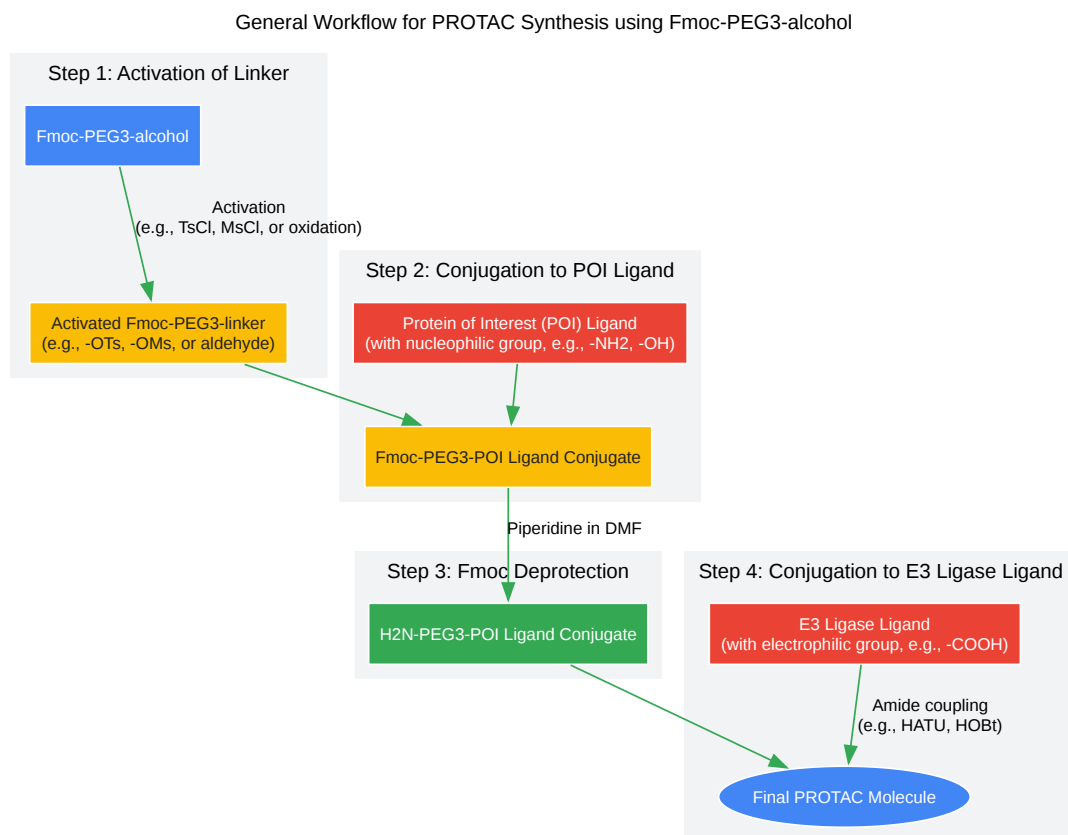 General Workflow for PROTAC Synthesis using Fmoc-PEG3-alcohol
Step 1: Activation of Linker
Fmoc-PEG3-alcohol
Activation
(e.g., TsCl, MsCl, or oxidation)
Activated Fmoc-PEG3-linker
(e.g., -OTs, -OMs, or aldehyde)
Step 2: Conjugation to POI Ligand
Protein of Interest (POI) Ligand
(with nucleophilic group, e.g., -NH2, -OH)
Fmoc-PEG3-POI Ligand Conjugate
Piperidine in DMF
Step 3: Fmoc Deprotection
H2N-PEG3-POI Ligand Conjugate
Step 4: Conjugation to E3 Ligase Ligand
E3 Ligase Ligand
(with electrophilic group, e.g., -COOH)
Amide coupling
(e.g., HATU, HOBt)
Final PROTAC Molecule